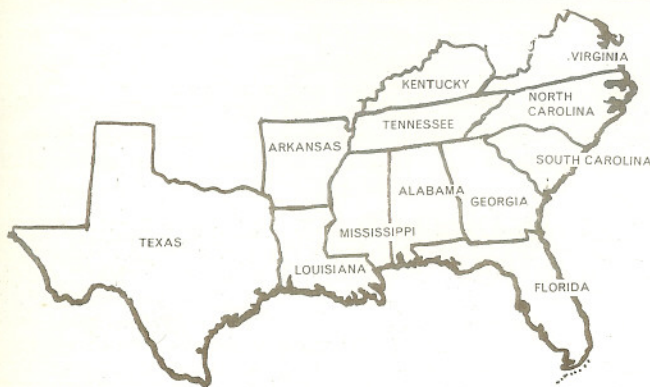 VIRGINIA
KENTUCKY
NORTH
CAROLINA
TENNESSEE
ARKANSAS
SOUTH CAROLINA
ALABAMA
GEORGIA
MISSISSIPPI
TEXAS
LOUISIANA
FLORIDA